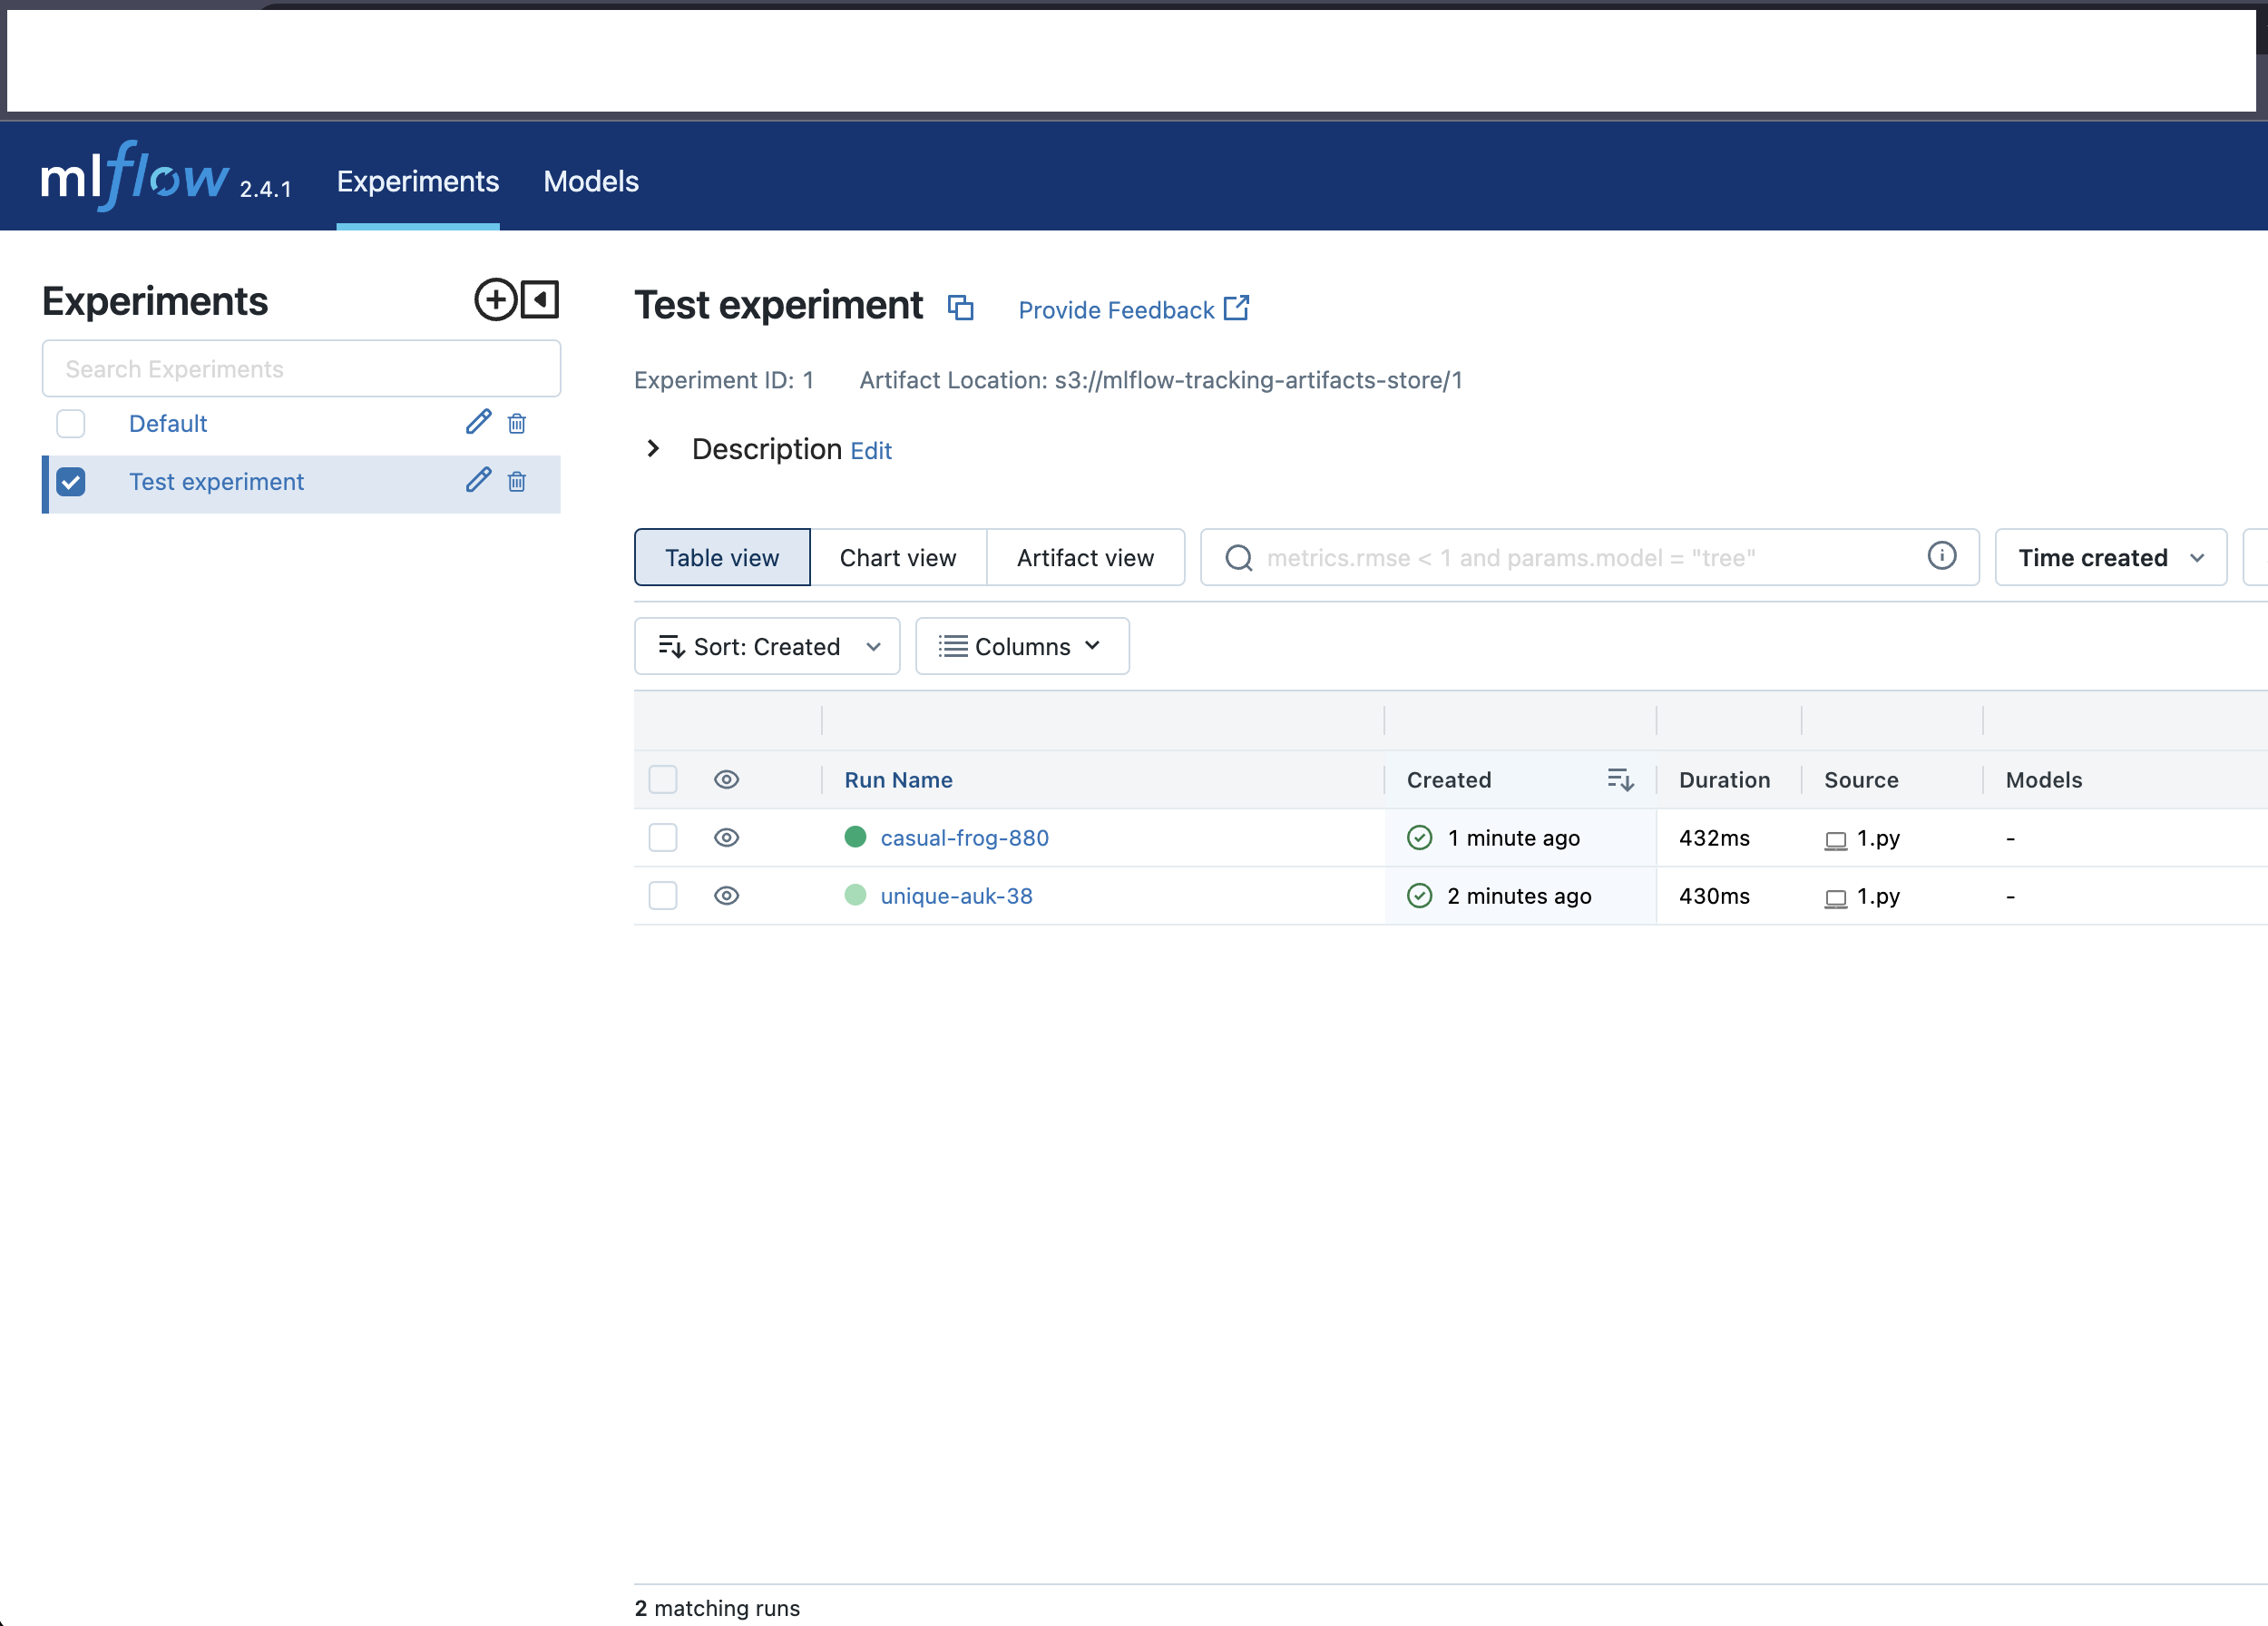 mlflow 2.4.1 Experiments Models
Experiments
Search Experiments
Default
Test experiment
Test experiment Provide Feedback
Experiment ID: 1 Artifact Location: s3://mlflow-tracking-artifacts-store/1
Description Edit
Table view Chart view Artifact view metrics.rmse < 1 and params.model = "tree" Time created
Sort: Created Columns
Run Name Created Duration Source Models
casual-frog-880 1 minute ago 432ms 1.py -
unique-auk-38 2 minutes ago 430ms 1.py -
2 matching runs